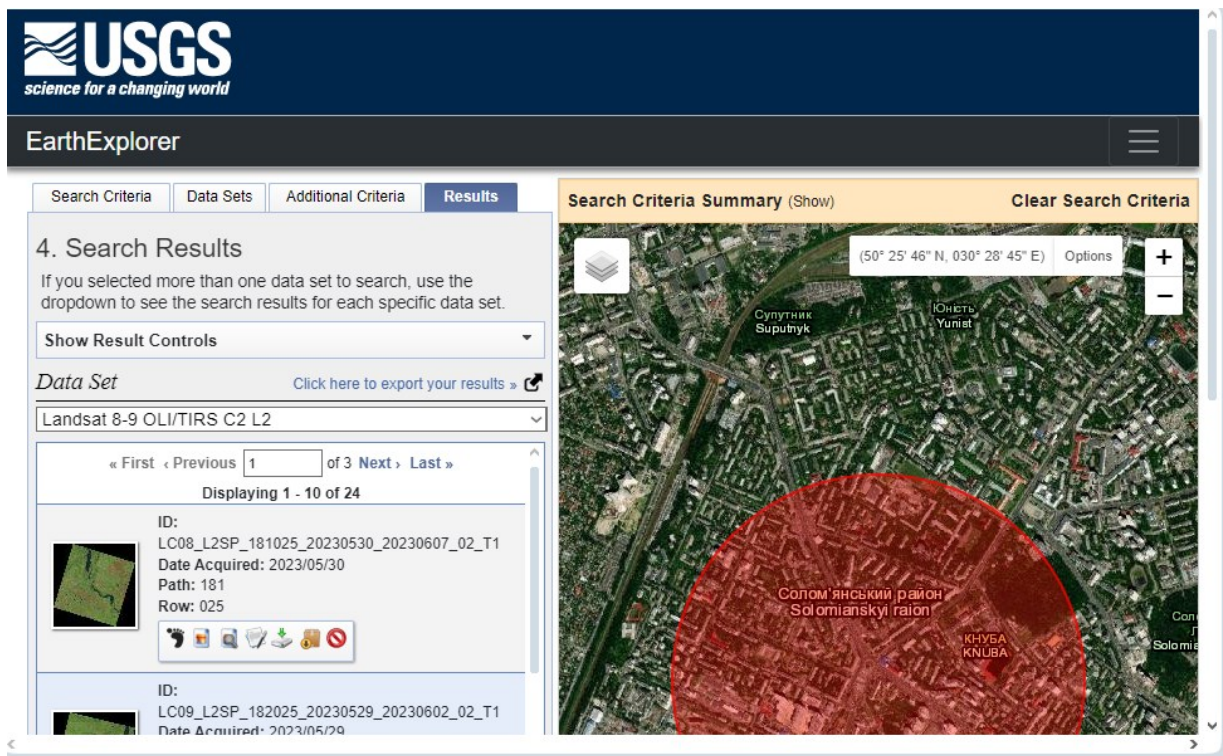 USGS
science for a changing world
EarthExplorer
Search Criteria
Data Sets
Additional Criteria
Results
4. Search Results
If you selected more than one data set to search, use the
dropdown to see the search results for each specific data set.
Show Result Controls
Data Set
Click here to export your results »
Landsat 8-9 OLI/TIRS C2 L2
« First ‹ Previous 1 of 3 Next › Last »
Displaying 1 - 10 of 24
ID:
LC08_L2SP_181025_20230530_20230607_02_T1
Date Acquired: 2023/05/30
Path: 181
Row: 025
ID:
LC09_L2SP_182025_20230529_20230602_02_T1
Date Acquired: 2023/05/29
Search Criteria Summary (Show)
Clear Search Criteria
(50° 25' 46" N, 030° 28' 45" E)
Options
+
−
Супутник
Suputnyk
Юність
Yunist
Солом'янський район
Solomianskyi raion
КНУБА
KNUBA